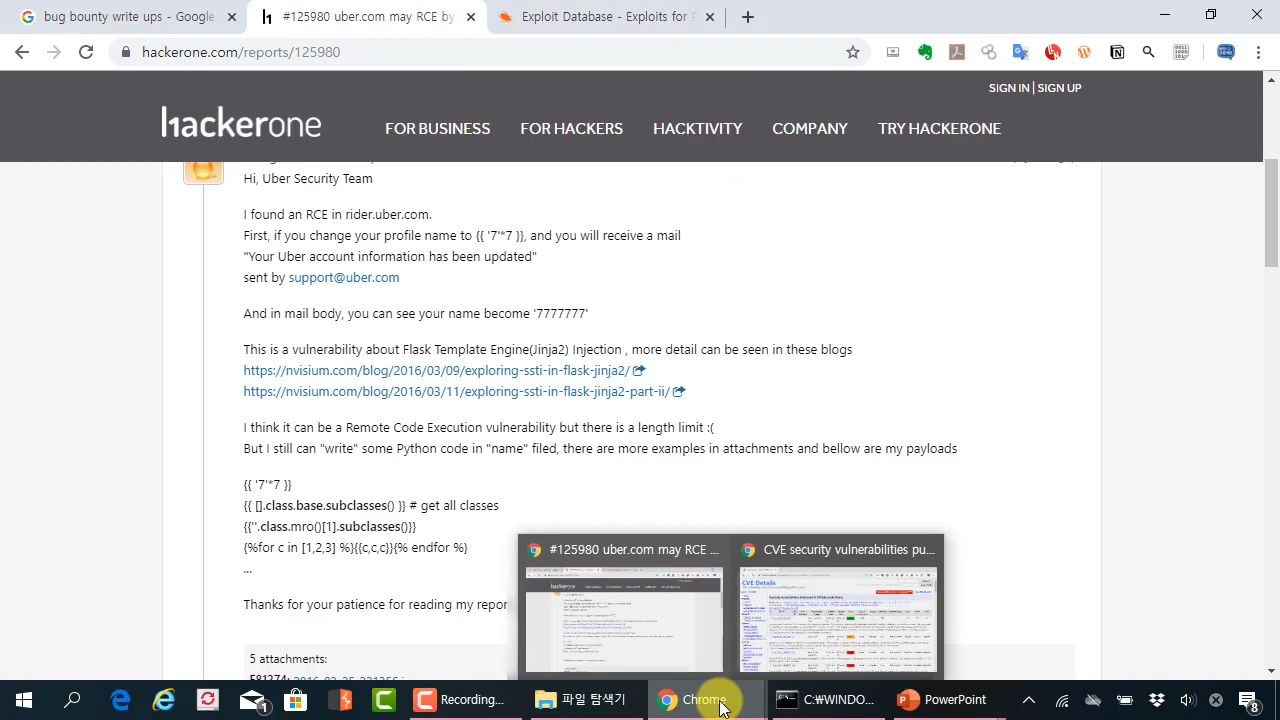 bug bounty write ups - Google
#125980 uber.com may RCE by
Exploit Database - Exploits for
hackerone.com/reports/125980
SIGN IN | SIGN UP
hackerone
FOR BUSINESS
FOR HACKERS
HACKTIVITY
COMPANY
TRY HACKERONE
Hi, Uber Security Team
I found an RCE in rider.uber.com.
First, if you change your profile name to {{ '7'*7 }}, and you will receive a mail
"Your Uber account information has been updated"
sent by support@uber.com
And in mail body, you can see your name become '7777777'
This is a vulnerability about Flask Template Engine(Jinja2) Injection , more detail can be seen in these blogs
https://nvisium.com/blog/2016/03/09/exploring-ssti-in-flask-jinja2/
https://nvisium.com/blog/2016/03/11/exploring-ssti-in-flask-jinja2-part-ii/
I think it can be a Remote Code Execution vulnerability but there is a length limit :(
But I still can "write" some Python code in "name" filed, there are more examples in attachments and bellow are my payloads
{{ '7'*7 }}
{{ [].class.base.subclasses() }} # get all classes
{{''.class.mro()[1].subclasses()}}
{%for c in [1,2,3] %}{{c,c,c}}{% endfor %}
...
Thanks for your patience for reading my repor
5 attachments:
#125980 uber.com may RCE ...
CVE security vulnerabilities pu...
CVE Details
1
Recording...
파일 탐색기
Chrome
C:₩WINDO...
PowerPoint
8